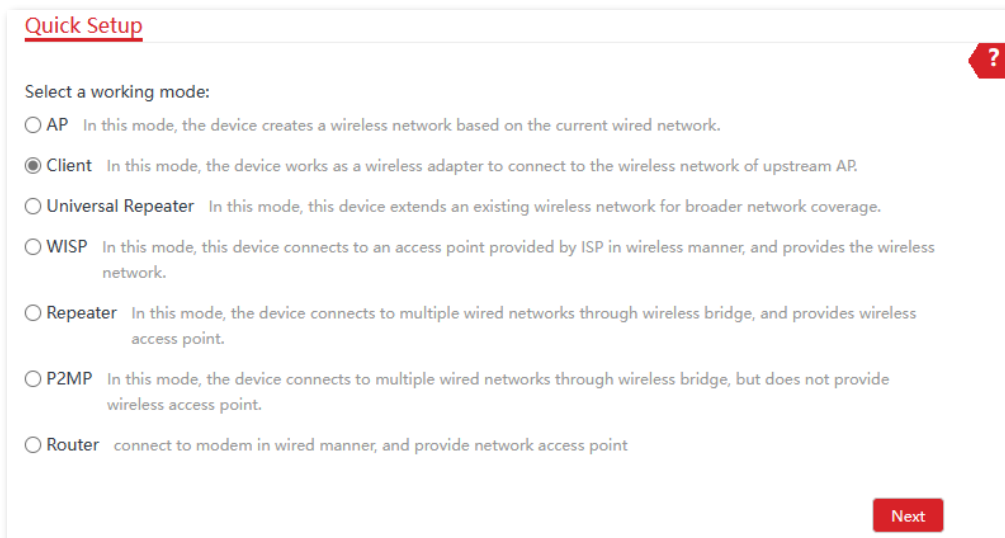 Quick Setup
?
Select a working mode:
AP In this mode, the device creates a wireless network based on the current wired network.
Client In this mode, the device works as a wireless adapter to connect to the wireless network of upstream AP.
Universal Repeater In this mode, this device extends an existing wireless network for broader network coverage.
WISP In this mode, this device connects to an access point provided by ISP in wireless manner, and provides the wireless
network.
Repeater In this mode, the device connects to multiple wired networks through wireless bridge, and provides wireless
access point.
P2MP In this mode, the device connects to multiple wired networks through wireless bridge, but does not provide
wireless access point.
Router connect to modem in wired manner, and provide network access point
Next